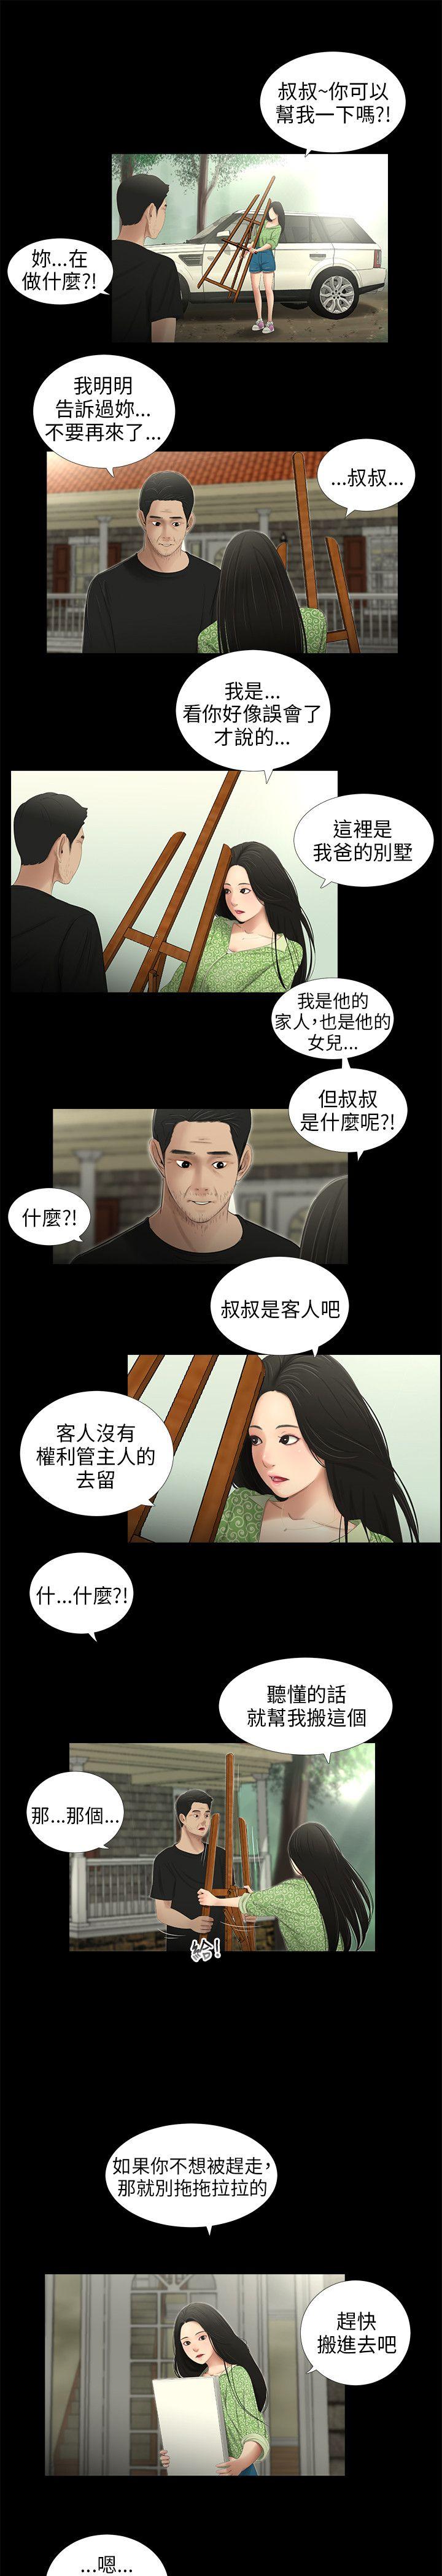 叔叔~你可以
幫我一下嗎?!
妳...在
做什麼?!
我明明
告訴過妳...
不要再來了...
...叔叔...
我是...
看你好像誤會了
才說的...
這裡是
我爸的別墅
我是他的
家人,也是他的
女兒...
但叔叔
是什麼呢?!
什麼?!
叔叔是客人吧
客人沒有
權利管主人的
去留
什...什麼?!
聽懂的話
就幫我搬這個
那...那個...
給!
如果你不想被趕走,
那就別拖拖拉拉的
趕快
搬進去吧
...嗯...